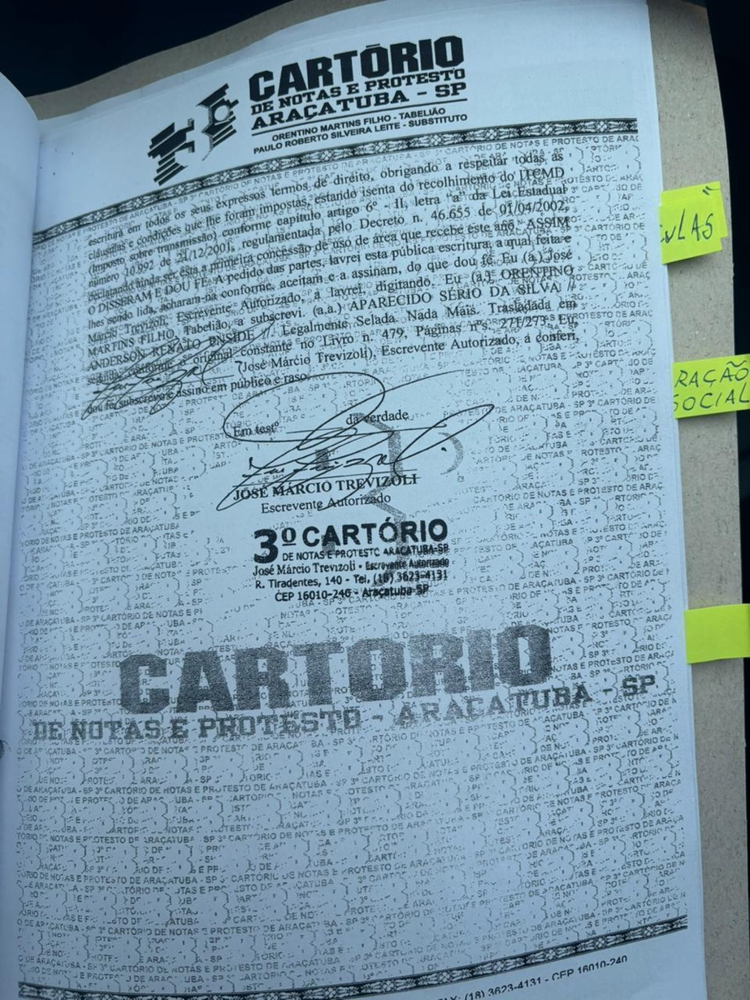 CARTÓRIO
DE NOTAS E PROTESTO
ARAÇATUBA - SP
ORENTINO MARTINS FILHO - TABELIÃO
PAULO ROBERTO SILVEIRA LEITE - SUBSTITUTO
escritura em todos os seus expressos termos de direito, obrigando a respeitar todas as
cláusulas e condições que lhe foram impostas, estando isenta do recolhimento do ITCMD
(Imposto sobre transmissão) conforme capítulo artigo 6º - II, letra "a" da Lei Estadual
número 10.992 de 21/12/2001, regulamentada pelo Decreto n. 46.655 de 01/04/2002,
declarando ainda ser esta a primeira concessão de uso de área que recebe este ano. ASSIM
O DISSERAM E DOU FÉ. A pedido das partes, lavrei esta pública escritura, a qual feita e
lhes sendo lida, acharam-na conforme, aceitam e a assinam, do que dou fé. Eu (a.) José
Márcio Trevizoli, Escrevente Autorizado, a lavrei, digitando. Eu (a.) ORENTINO
MARTINS FILHO, Tabelião, a subscrevi. (a.a.) APARECIDO SÉRIO DA SILVA //
ANDERSON RENATO ENSIDE //. Legalmente Selada. Nada Mais. Trasladada em
seguida, conforme o original constante no Livro n. 479, Páginas nºs. 271/273. Eu,
(José Márcio Trevizoli), Escrevente Autorizado, a conferi,
dou fé, subscrevo e assino em público e raso.
Em testº da verdade
JOSÉ MÁRCIO TREVIZOLI
Escrevente Autorizado
3º CARTÓRIO
DE NOTAS E PROTESTO ARAÇATUBA-SP
José Márcio Trevizoli - Escrevente Autorizado
R. Tiradentes, 140 - Tel. (18) 3623-4131
CEP 16010-240 - Araçatuba-SP
CARTÓRIO
DE NOTAS E PROTESTO - ARAÇATUBA - SP
FAX: (18) 3623-4131 - CEP 16010-240
ULAS
RAÇÃO
SOCIAL